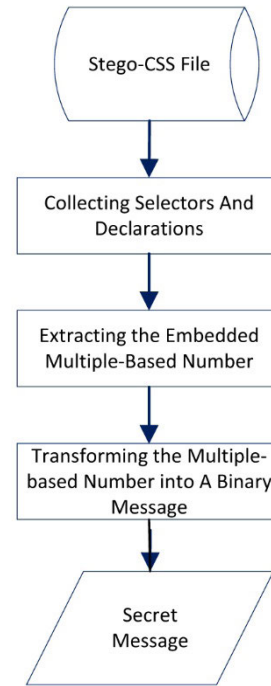 Stego-CSS File
Collecting Selectors And
Declarations
Extracting the Embedded
Multiple-Based Number
Transforming the Multiple-
based Number into A Binary
Message
Secret
Message